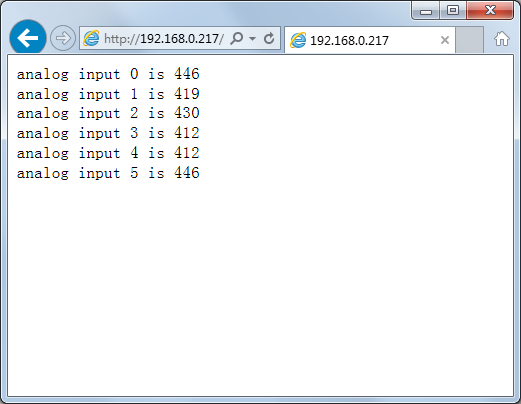 http://192.168.0.217/
192.168.0.217
analog input 0 is 446
analog input 1 is 419
analog input 2 is 430
analog input 3 is 412
analog input 4 is 412
analog input 5 is 446